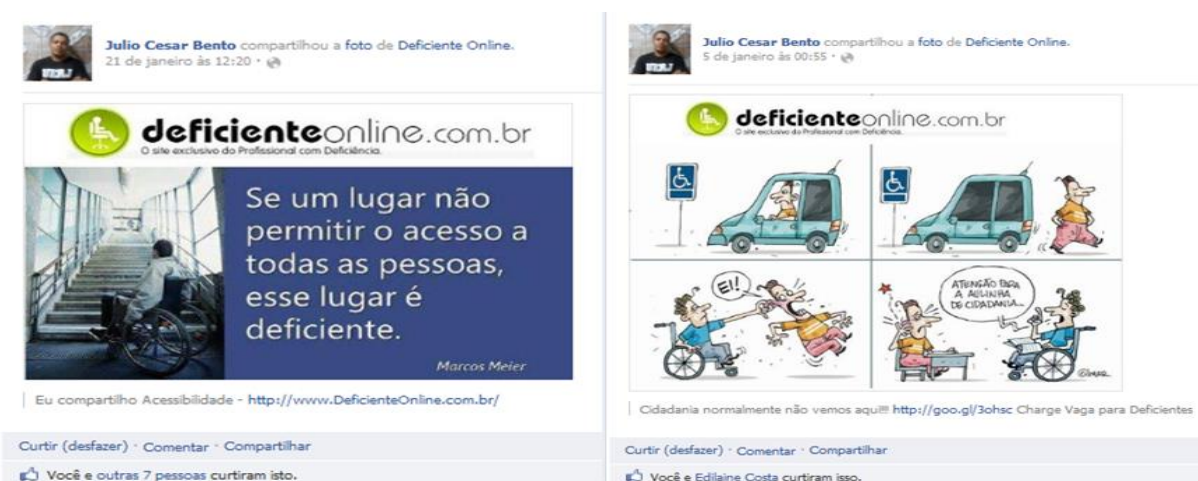 Julio Cesar Bento compartilhou a foto de Deficiente Online.
21 de janeiro às 12:20
deficienteonline.com.br
O site exclusivo do Profissional com Deficiência.
Se um lugar não
permitir o acesso a
todas as pessoas,
esse lugar é
deficiente.
Marcos Meier
Eu compartilho Acessibilidade - http://www.DeficienteOnline.com.br/
Curtir (desfazer) · Comentar · Compartilhar
Você e outras 7 pessoas curtiram isto.
Julio Cesar Bento compartilhou a foto de Deficiente Online.
5 de janeiro às 00:55
deficienteonline.com.br
O site exclusivo do Profissional com Deficiência.
EI!
ATENÇÃO PARA
A AULINHA
DE CIDADANIA...
Cidadania normalmente não vemos aqui!!! http://goo.gl/3ohsc Charge Vaga para Deficientes
Curtir (desfazer) · Comentar · Compartilhar
Você e Edilaine Costa curtiram isso.